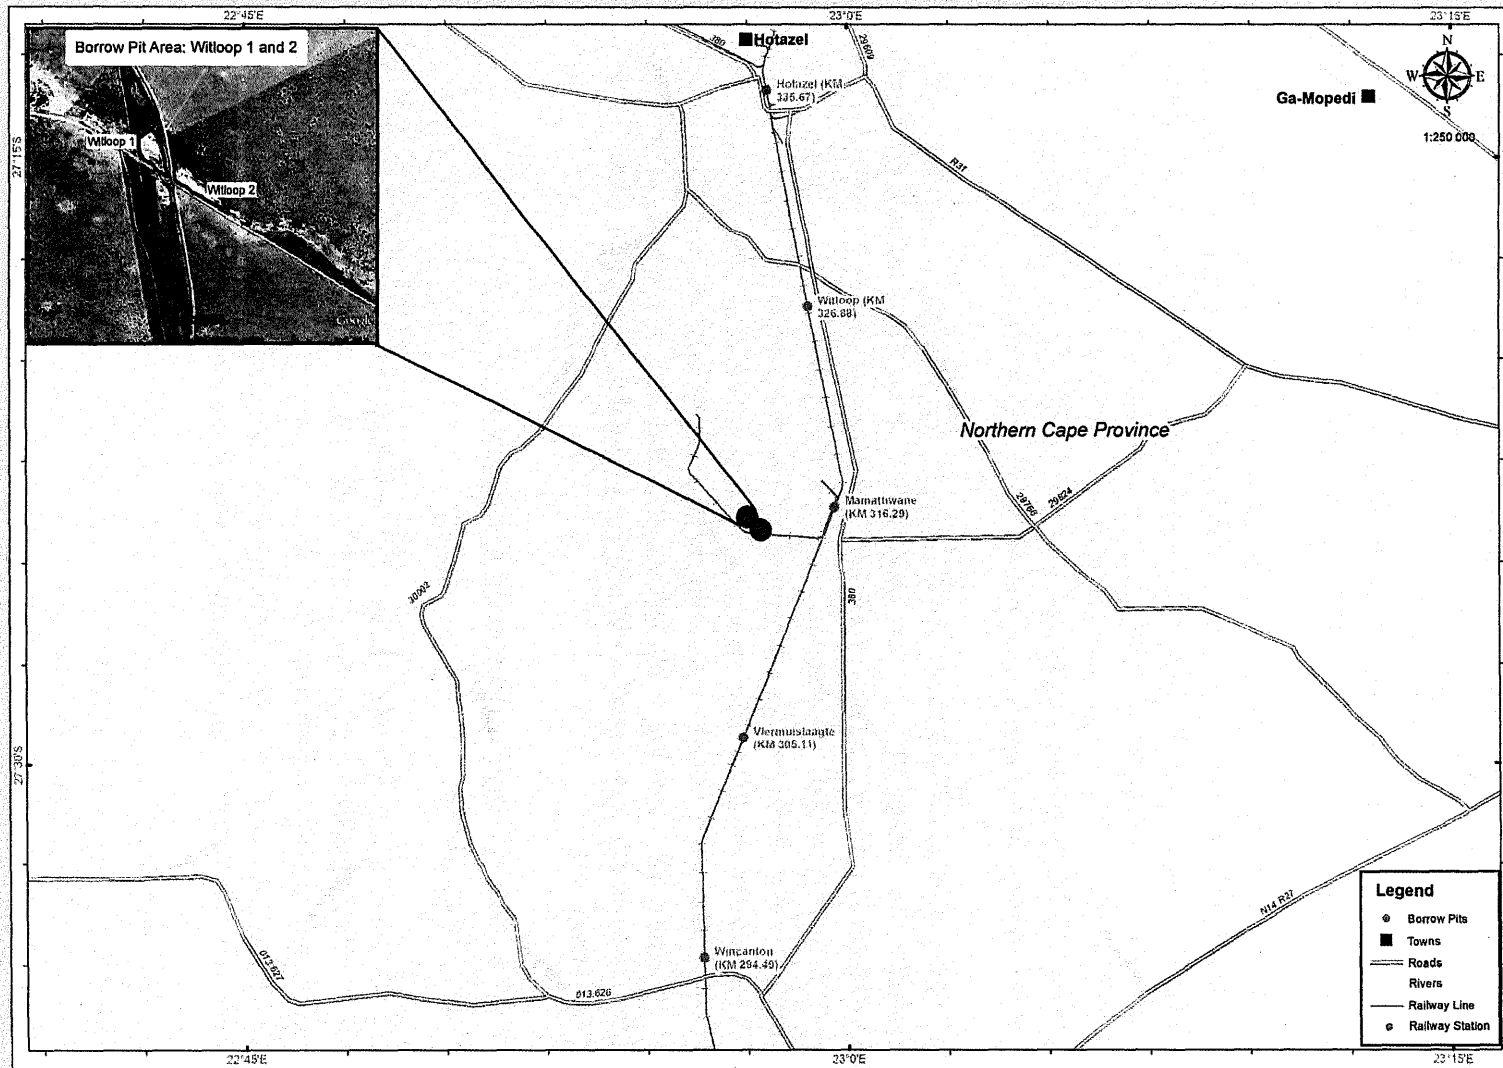 22°45'E
23°0'E
23°15'E
Borrow Pit Area: Witloop 1 and 2
Witloop 1
Witloop 2
Google
380
Hotazel
29609
Hotazel (KM
335.67)
Ga-Mopedi
N
W
E
S
1:250 000
27°15'S
R31
Witloop (KM
326.88)
Northern Cape Province
Mamathwane
(KM 316.29)
29766
29624
30002
380
Vlermuislaagte
(KM 305.11)
27°30'S
Wincanton
(KM 294.49)
013.627
013.626
N14 R27
Legend
Borrow Pits
Towns
Roads
Rivers
Railway Line
Railway Station
22°45'E
23°0'E
23°15'E